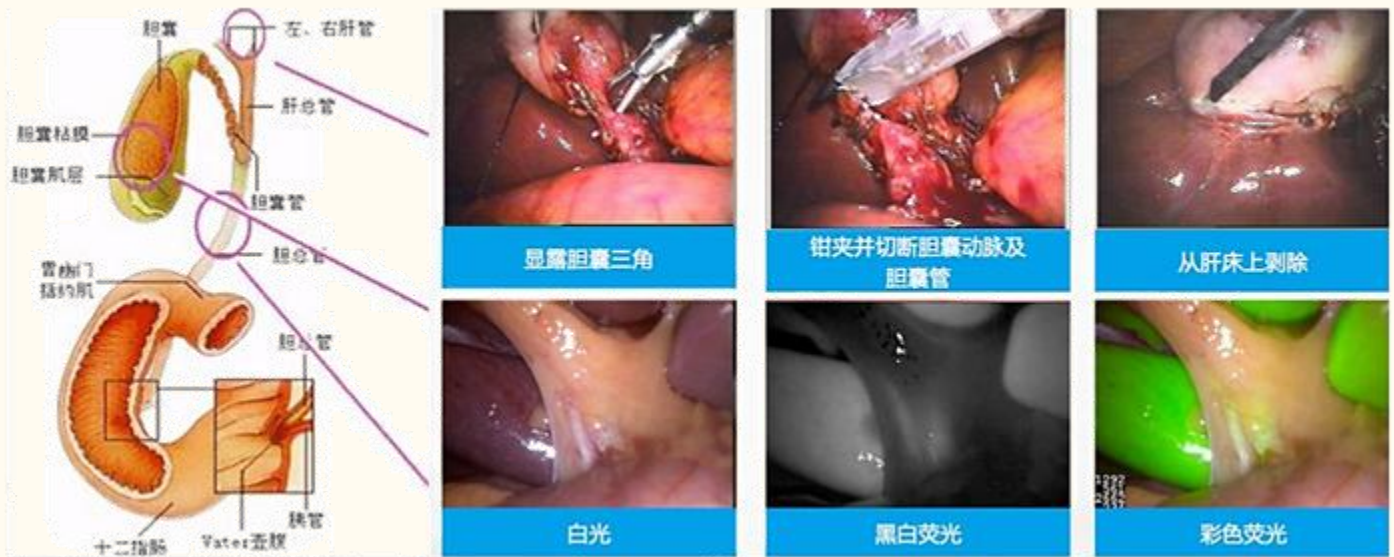 胆囊
左、右肝管
肝总管
胆囊粘膜
胆囊肌层
胆囊管
胆总管
胃幽门
括约肌
胆总管
胰管
十二指肠
Water壶腹
显露胆囊三角
钳夹并切断胆囊动脉及
胆囊管
从肝床上剥除
白光
黑白荧光
彩色荧光